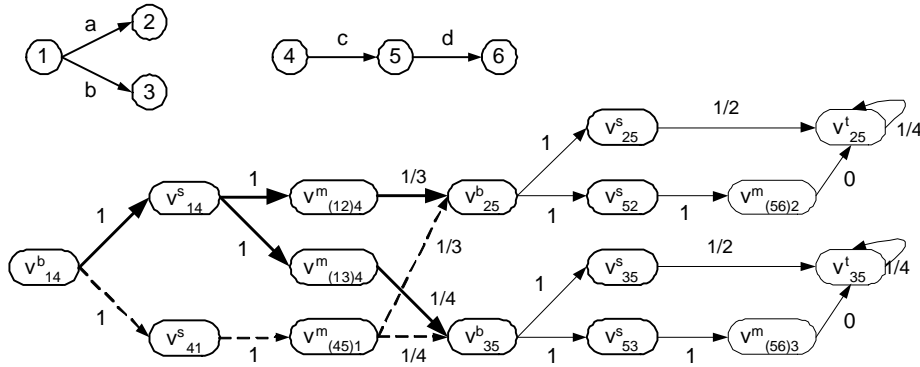 a 2
1 c d
4 5 6
b 3
1/2
v^s_25 v^t_25 1/4
1
1 1/3 0
v^s_14 v^m_(12)4 v^b_25 v^s_52 v^m_(56)2
1 1 1
1 1/3
v^b_14 v^m_(13)4 v^s_35 1/2 v^t_35 1/4
1/4 1
1 0
v^s_41 v^m_(45)1 v^b_35 v^s_53 v^m_(56)3
1 1/4 1 1